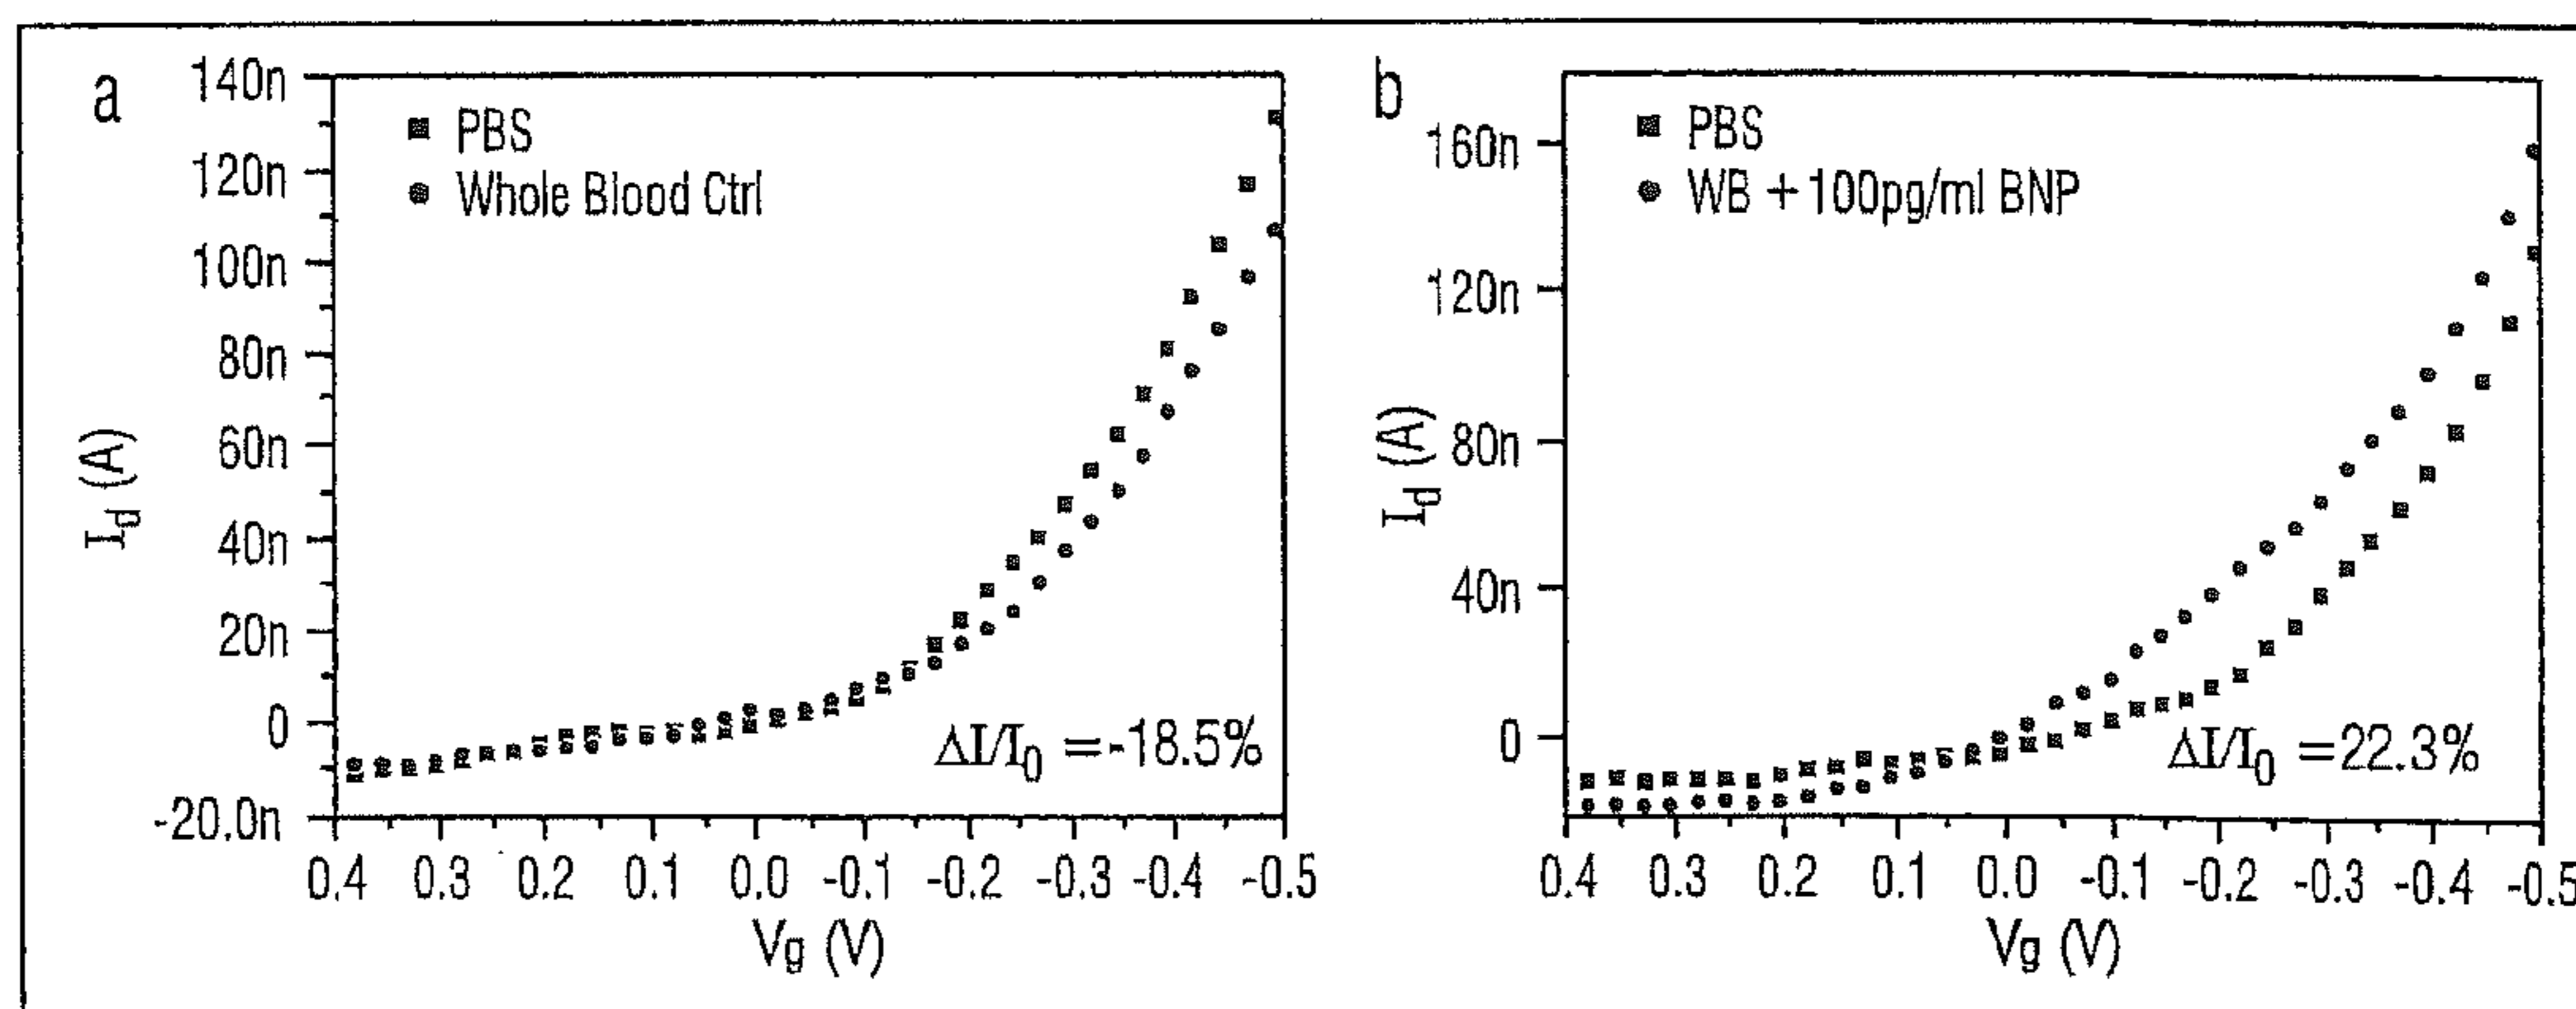 a
140n
120n
100n
80n
60n
40n
20n
0
-20.0n
I_d (A)
■ PBS
● Whole Blood Ctrl
ΔI/I₀ = -18.5%
0.4 0.3 0.2 0.1 0.0 -0.1 -0.2 -0.3 -0.4 -0.5
Vg (V)
b
160n
120n
80n
40n
0
I_d (A)
■ PBS
● WB + 100pg/ml BNP
ΔI/I₀ = 22.3%
0.4 0.3 0.2 0.1 0.0 -0.1 -0.2 -0.3 -0.4 -0.5
Vg (V)